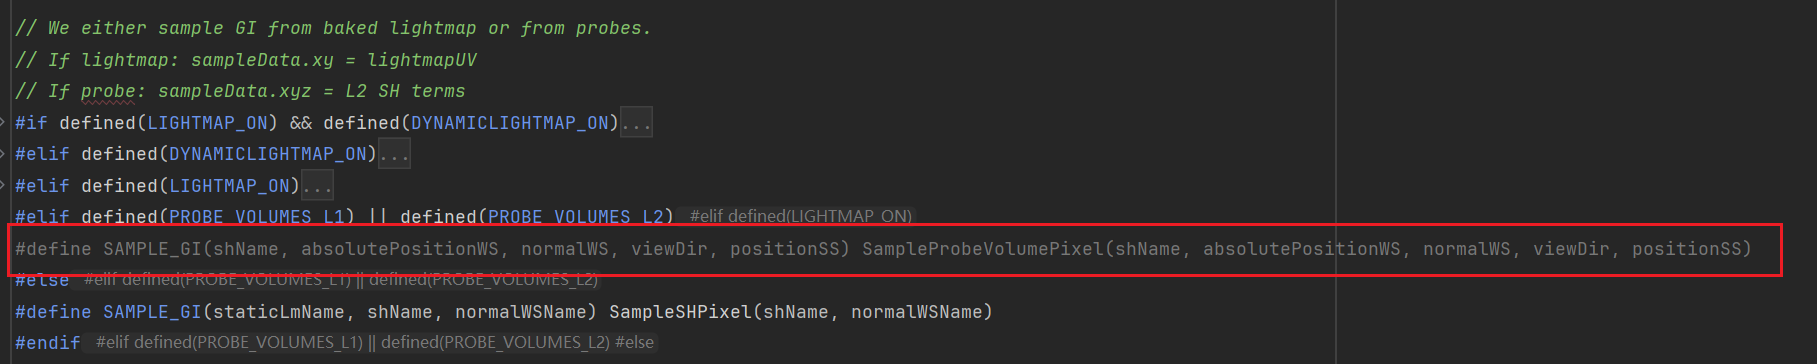 // We either sample GI from baked lightmap or from probes.
// If lightmap: sampleData.xy = lightmapUV
// If probe: sampleData.xyz = L2 SH terms
#if defined(LIGHTMAP_ON) && defined(DYNAMICLIGHTMAP_ON)...
#elif defined(DYNAMICLIGHTMAP_ON)...
#elif defined(LIGHTMAP_ON)...
#elif defined(PROBE_VOLUMES_L1) || defined(PROBE_VOLUMES_L2) #elif defined(LIGHTMAP_ON)
#define SAMPLE_GI(shName, absolutePositionWS, normalWS, viewDir, positionSS) SampleProbeVolumePixel(shName, absolutePositionWS, normalWS, viewDir, positionSS)
#else #elif defined(PROBE_VOLUMES_L1) || defined(PROBE_VOLUMES_L2)
#define SAMPLE_GI(staticLmName, shName, normalWSName) SampleSHPixel(shName, normalWSName)
#endif #elif defined(PROBE_VOLUMES_L1) || defined(PROBE_VOLUMES_L2) #else